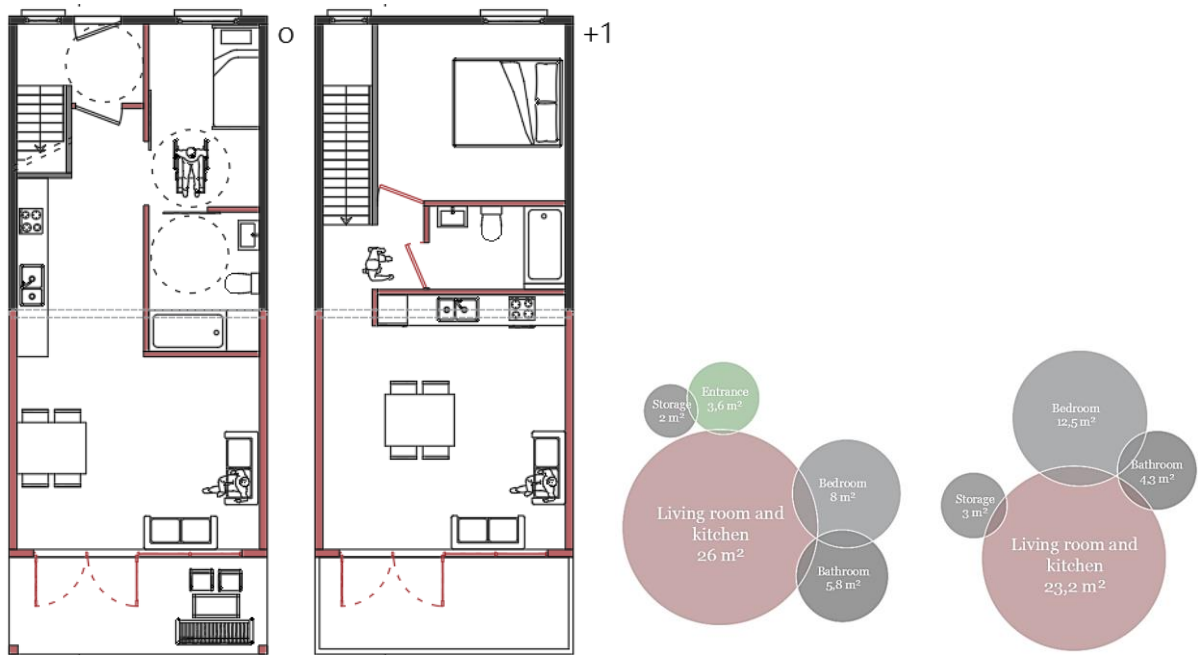 0
+1
Entrance
3,6 m²
Storage
2 m²
Living room and
kitchen
26 m²
Bedroom
8 m²
Bathroom
5,8 m²
Bedroom
12,5 m²
Bathroom
4,3 m²
Storage
3 m²
Living room and
kitchen
23,2 m²